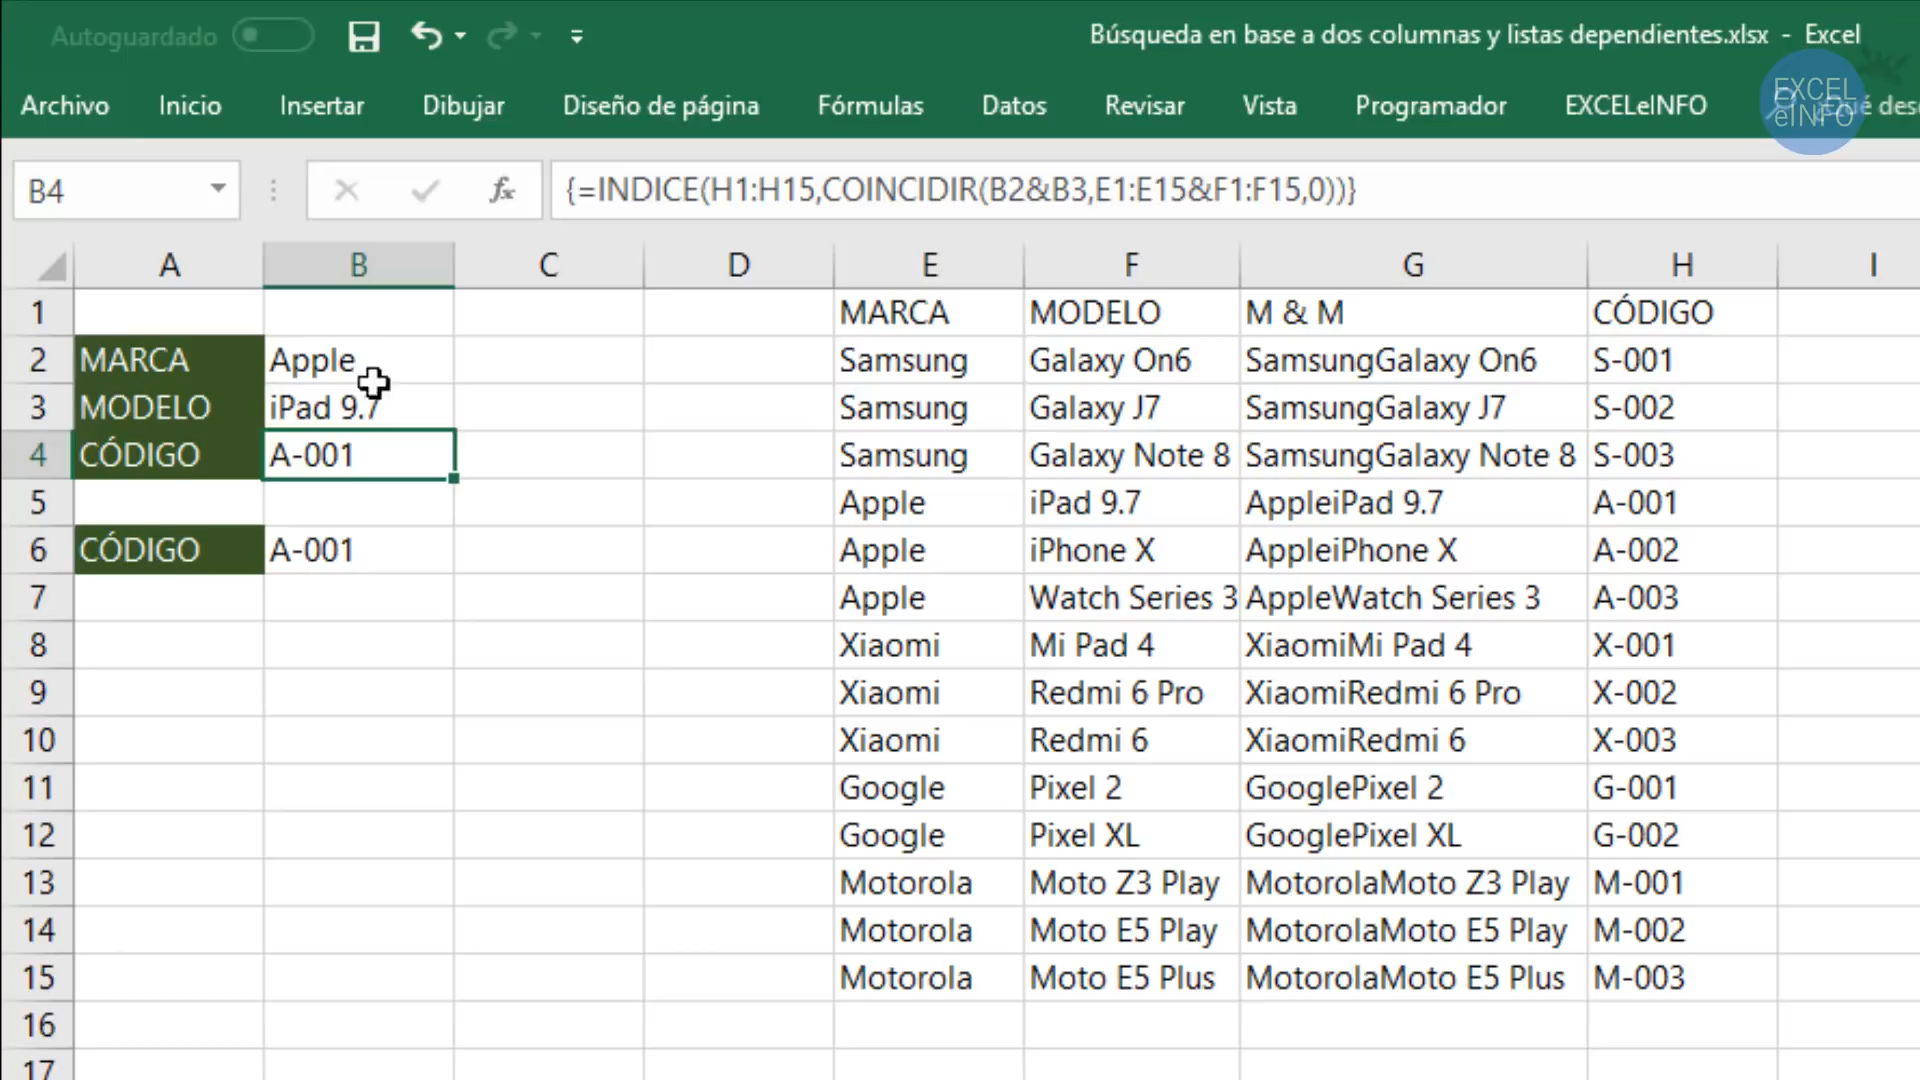 Autoguardado
Búsqueda en base a dos columnas y listas dependientes.xlsx - Excel
EXCEL
eINFO
Archivo Inicio Insertar Dibujar Diseño de página Fórmulas Datos Revisar Vista Programador EXCELeINFO
B4 fx {=INDICE(H1:H15,COINCIDIR(B2&B3,E1:E15&F1:F15,0))}
A B C D E F G H I
1 MARCA MODELO M & M CÓDIGO
2 MARCA Apple Samsung Galaxy On6 SamsungGalaxy On6 S-001
3 MODELO iPad 9.7 Samsung Galaxy J7 SamsungGalaxy J7 S-002
4 CÓDIGO A-001 Samsung Galaxy Note 8 SamsungGalaxy Note 8 S-003
5 Apple iPad 9.7 AppleiPad 9.7 A-001
6 CÓDIGO A-001 Apple iPhone X AppleiPhone X A-002
7 Apple Watch Series 3 AppleWatch Series 3 A-003
8 Xiaomi Mi Pad 4 XiaomiMi Pad 4 X-001
9 Xiaomi Redmi 6 Pro XiaomiRedmi 6 Pro X-002
10 Xiaomi Redmi 6 XiaomiRedmi 6 X-003
11 Google Pixel 2 GooglePixel 2 G-001
12 Google Pixel XL GooglePixel XL G-002
13 Motorola Moto Z3 Play MotorolaMoto Z3 Play M-001
14 Motorola Moto E5 Play MotorolaMoto E5 Play M-002
15 Motorola Moto E5 Plus MotorolaMoto E5 Plus M-003
16
17